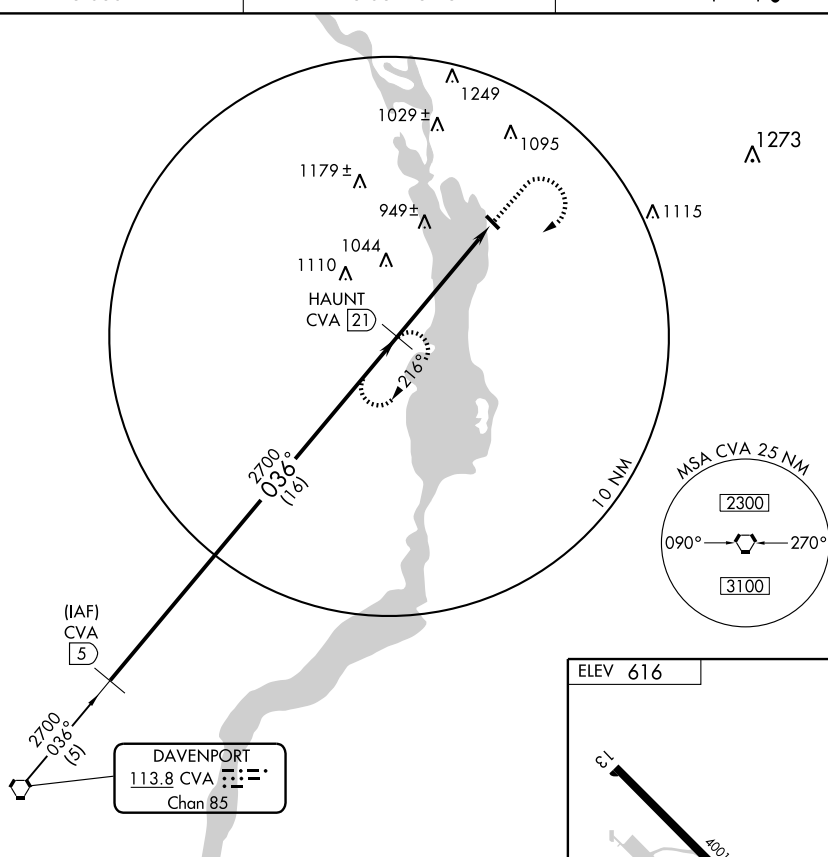 1249
1029 ±
1095
1273
1179 ±
949±
1115
1044
1110
HAUNT
CVA 21
216°
2700
036°
(16)
10 NM
MSA CVA 25 NM
2300
090° 270°
3100
(IAF)
CVA
5
ELEV 616
2700
036°
(5)
DAVENPORT
113.8 CVA
Chan 85
13
4001